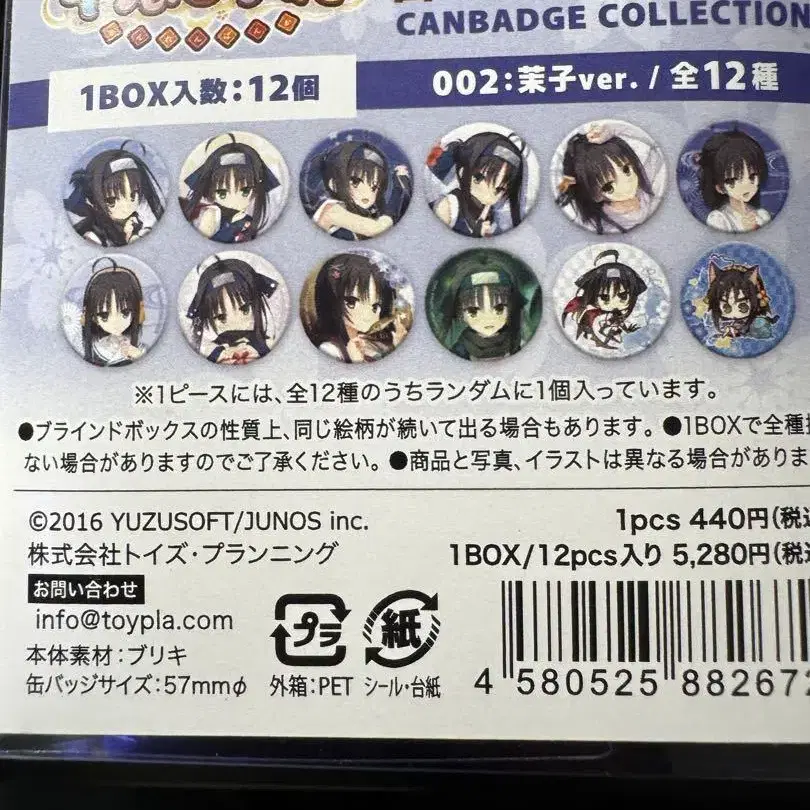 CANBADGE COLLECTION
1BOX入数：12個
002：茉子ver. / 全12種
※1ピースには、全12種のうちランダムに1個入っています。
●ブラインドボックスの性質上、同じ絵柄が続いて出る場合もあります。●1BOXで全種
ない場合がありますのでご了承ください。●商品と写真、イラストは異なる場合がありま
©2016 YUZUSOFT/JUNOS inc.
1pcs 440円(税込
株式会社トイズ・プランニング
1BOX/12pcs入り 5,280円(税込
お問い合わせ
info@toypla.com
本体素材：ブリキ
缶バッジサイズ：57mmφ
プラ
外箱：PET
紙
シール・台紙
4 580525 882672